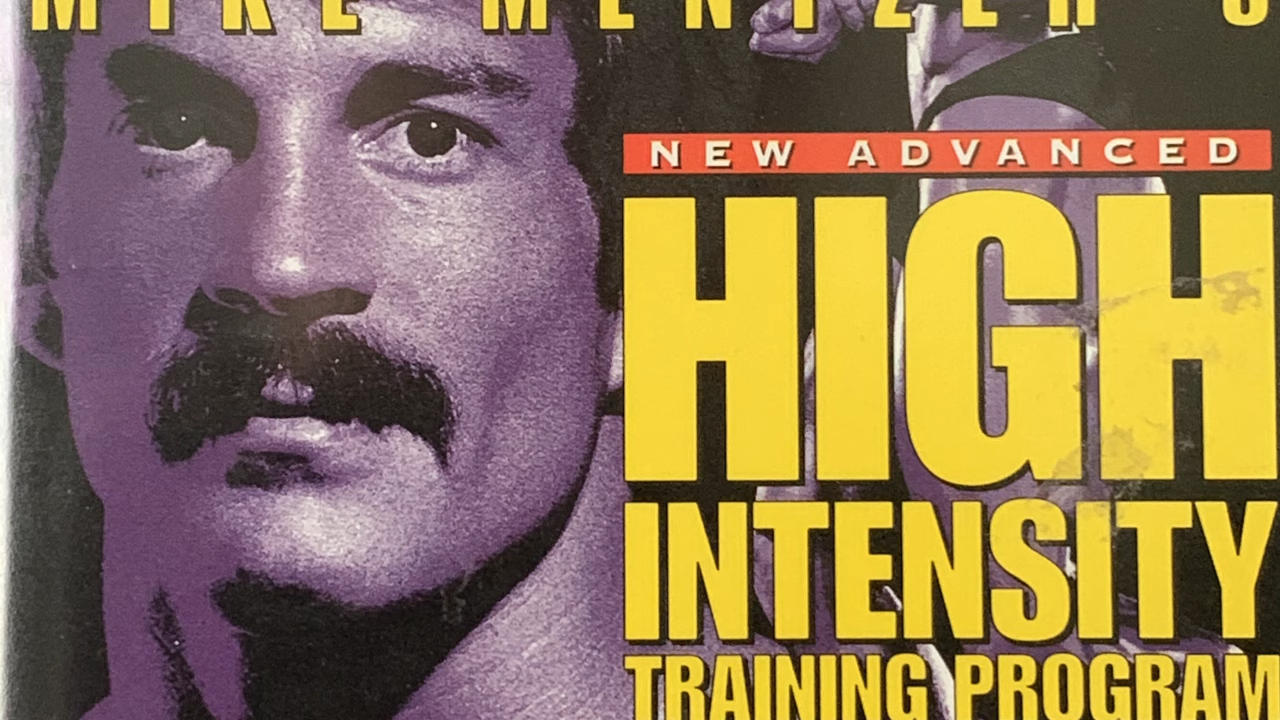 MIKE MENTZER'S
NEW ADVANCED
HIGH
INTENSITY
TRAINING PROGRAM